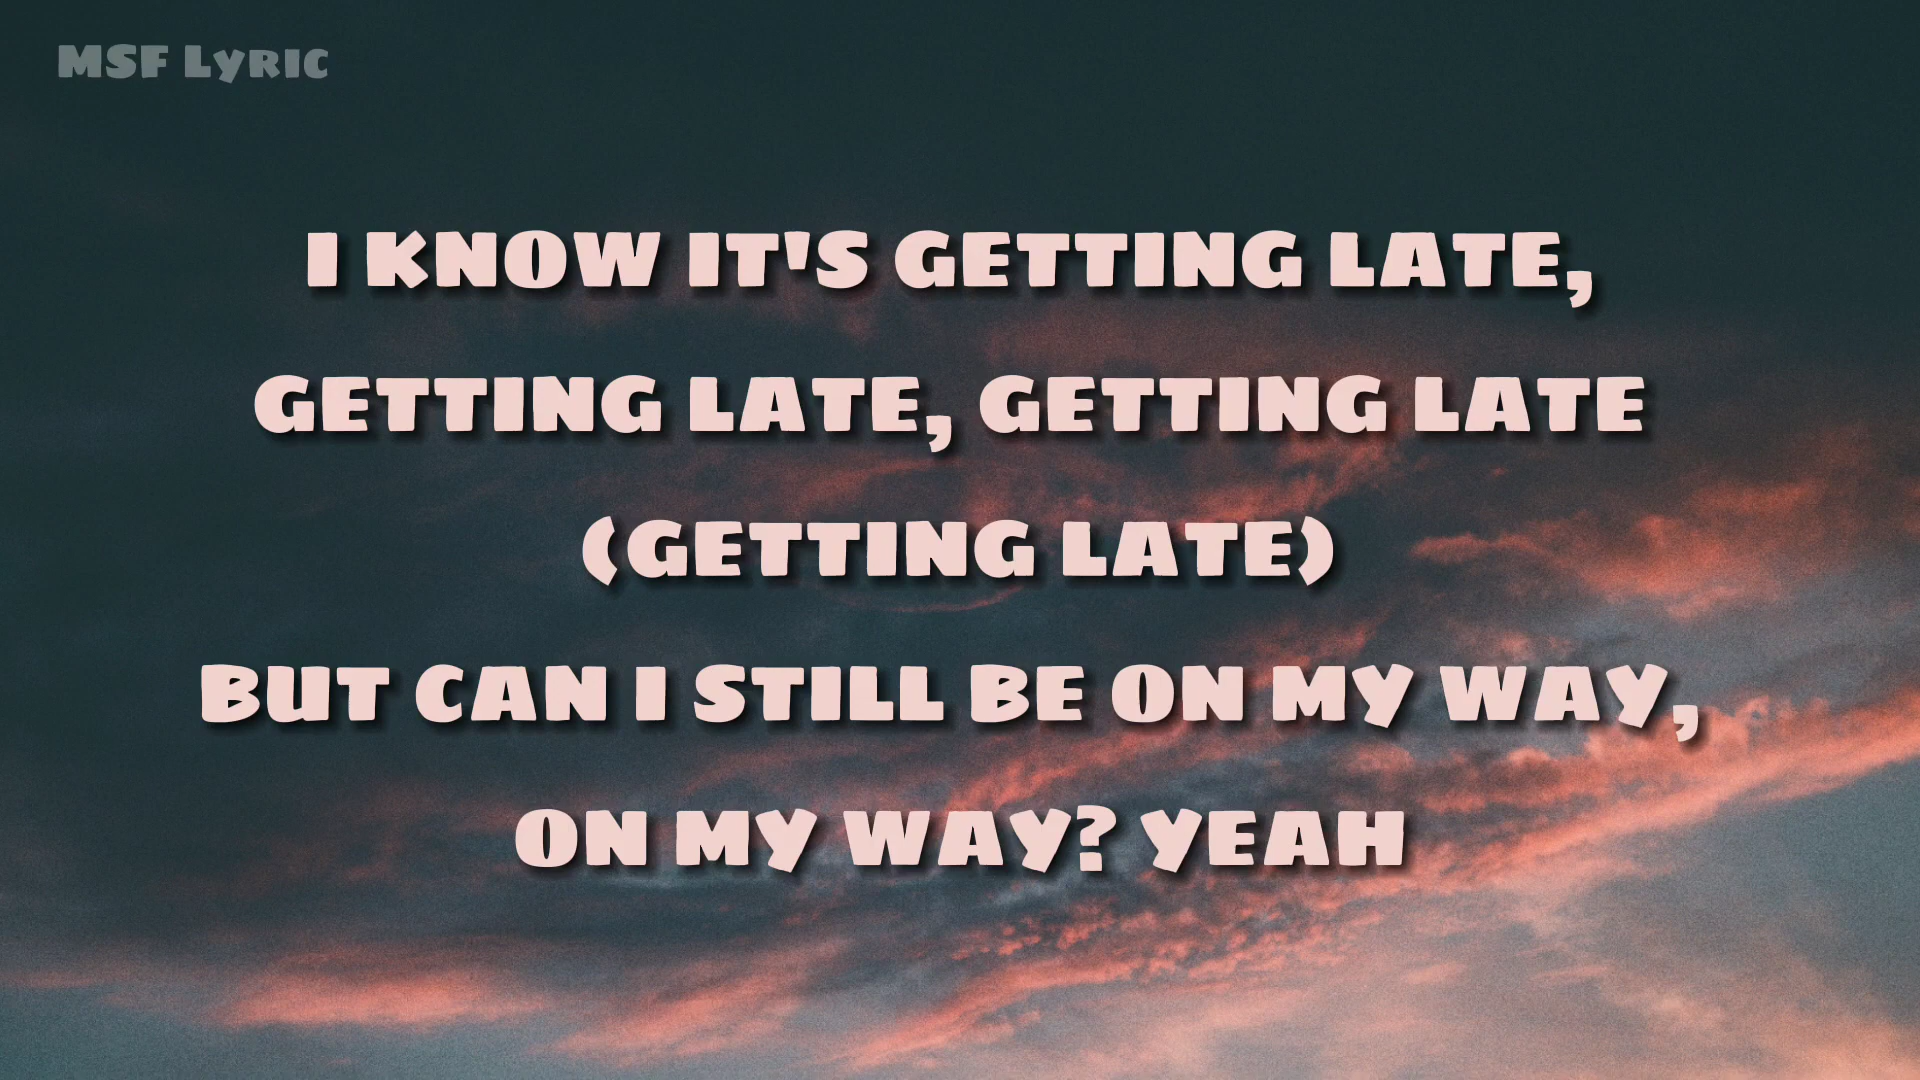 MSF Lyric
I KNOW IT'S GETTING LATE,
GETTING LATE, GETTING LATE
(GETTING LATE)
BUT CAN I STILL BE ON MY WAY,
ON MY WAY? YEAH